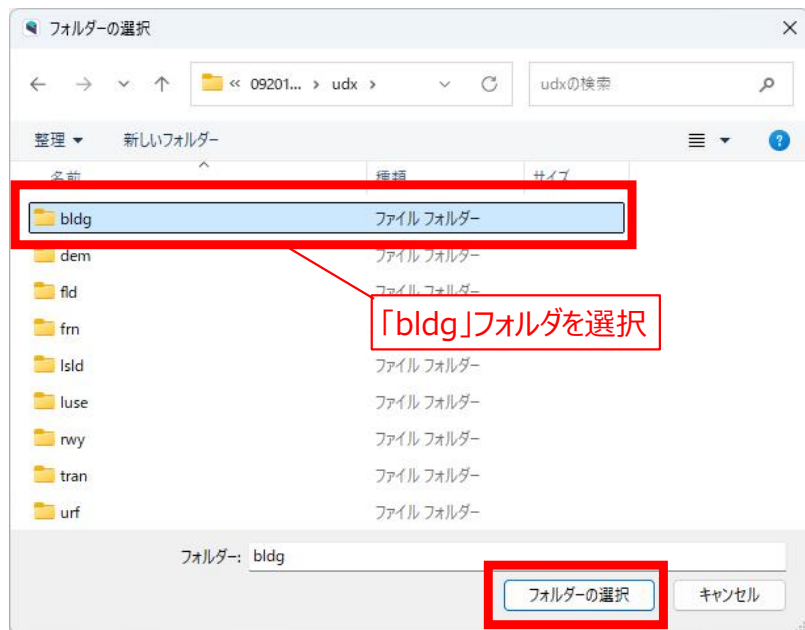 フォルダーの選択
« 09201... › udx ›
udxの検索
整理 新しいフォルダー
名前 種類 サイズ
bldg ファイル フォルダー
dem ファイル フォルダー
fld ファイル フォルダー
frn
「bldg」フォルダを選択
lsld ファイル フォルダー
luse ファイル フォルダー
rwy ファイル フォルダー
tran ファイル フォルダー
urf ファイル フォルダー
フォルダー: bldg
フォルダーの選択 キャンセル